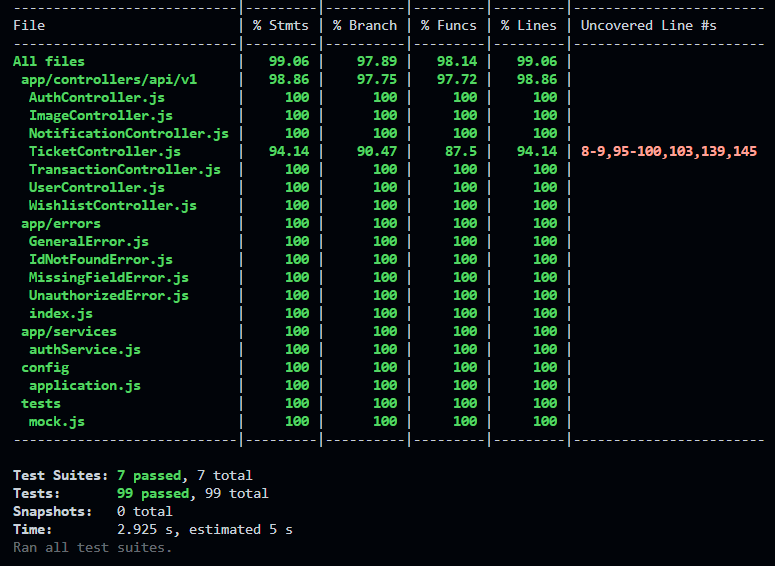 ---------------------------|---------|----------|---------|---------|------------------------
File                       | % Stmts | % Branch | % Funcs | % Lines | Uncovered Line #s
---------------------------|---------|----------|---------|---------|------------------------
All files                  |   99.06 |    97.89 |   98.14 |   99.06 |
 app/controllers/api/v1    |   98.86 |    97.75 |   97.72 |   98.86 |
  AuthController.js        |     100 |      100 |     100 |     100 |
  ImageController.js       |     100 |      100 |     100 |     100 |
  NotificationController.js |     100 |      100 |     100 |     100 |
  TicketController.js      |   94.14 |    90.47 |    87.5 |   94.14 | 8-9,95-100,103,139,145
  TransactionController.js |     100 |      100 |     100 |     100 |
  UserController.js        |     100 |      100 |     100 |     100 |
  WishlistController.js    |     100 |      100 |     100 |     100 |
 app/errors                |     100 |      100 |     100 |     100 |
  GeneralError.js          |     100 |      100 |     100 |     100 |
  IdNotFoundError.js       |     100 |      100 |     100 |     100 |
  MissingFieldError.js     |     100 |      100 |     100 |     100 |
  UnauthorizedError.js     |     100 |      100 |     100 |     100 |
  index.js                 |     100 |      100 |     100 |     100 |
 app/services              |     100 |      100 |     100 |     100 |
  authService.js           |     100 |      100 |     100 |     100 |
 config                    |     100 |      100 |     100 |     100 |
  application.js           |     100 |      100 |     100 |     100 |
 tests                     |     100 |      100 |     100 |     100 |
  mock.js                  |     100 |      100 |     100 |     100 |
---------------------------|---------|----------|---------|---------|------------------------
Test Suites: 7 passed, 7 total
Tests:       99 passed, 99 total
Snapshots:   0 total
Time:        2.925 s, estimated 5 s
Ran all test suites.